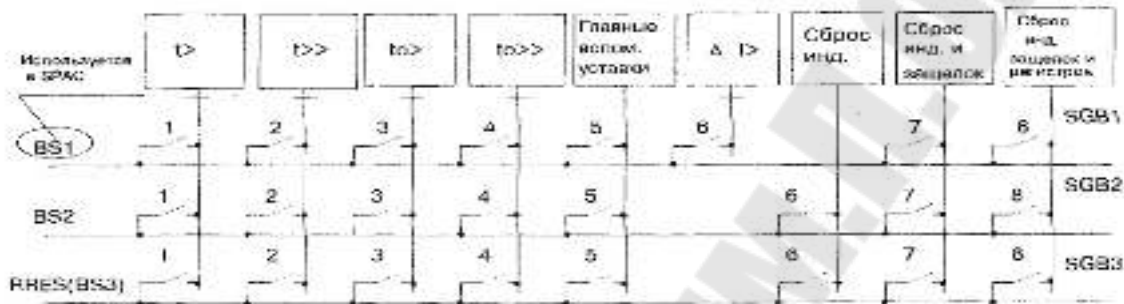 Используется
в SPAC
t>
t>>
to>
to>>
Главные
вспом.
уставки
Δ I>
Сброс
инд.
Сброс
инд. и
защелок
Сброс
инд.
защелок и
регистров
BS1
1 2 3 4 5 6 7 8
SGB1
BS2
1 2 3 4 5 6 7 8
SGB2
RRES(BS3)
1 2 3 4 5 6 7 8
SGB3